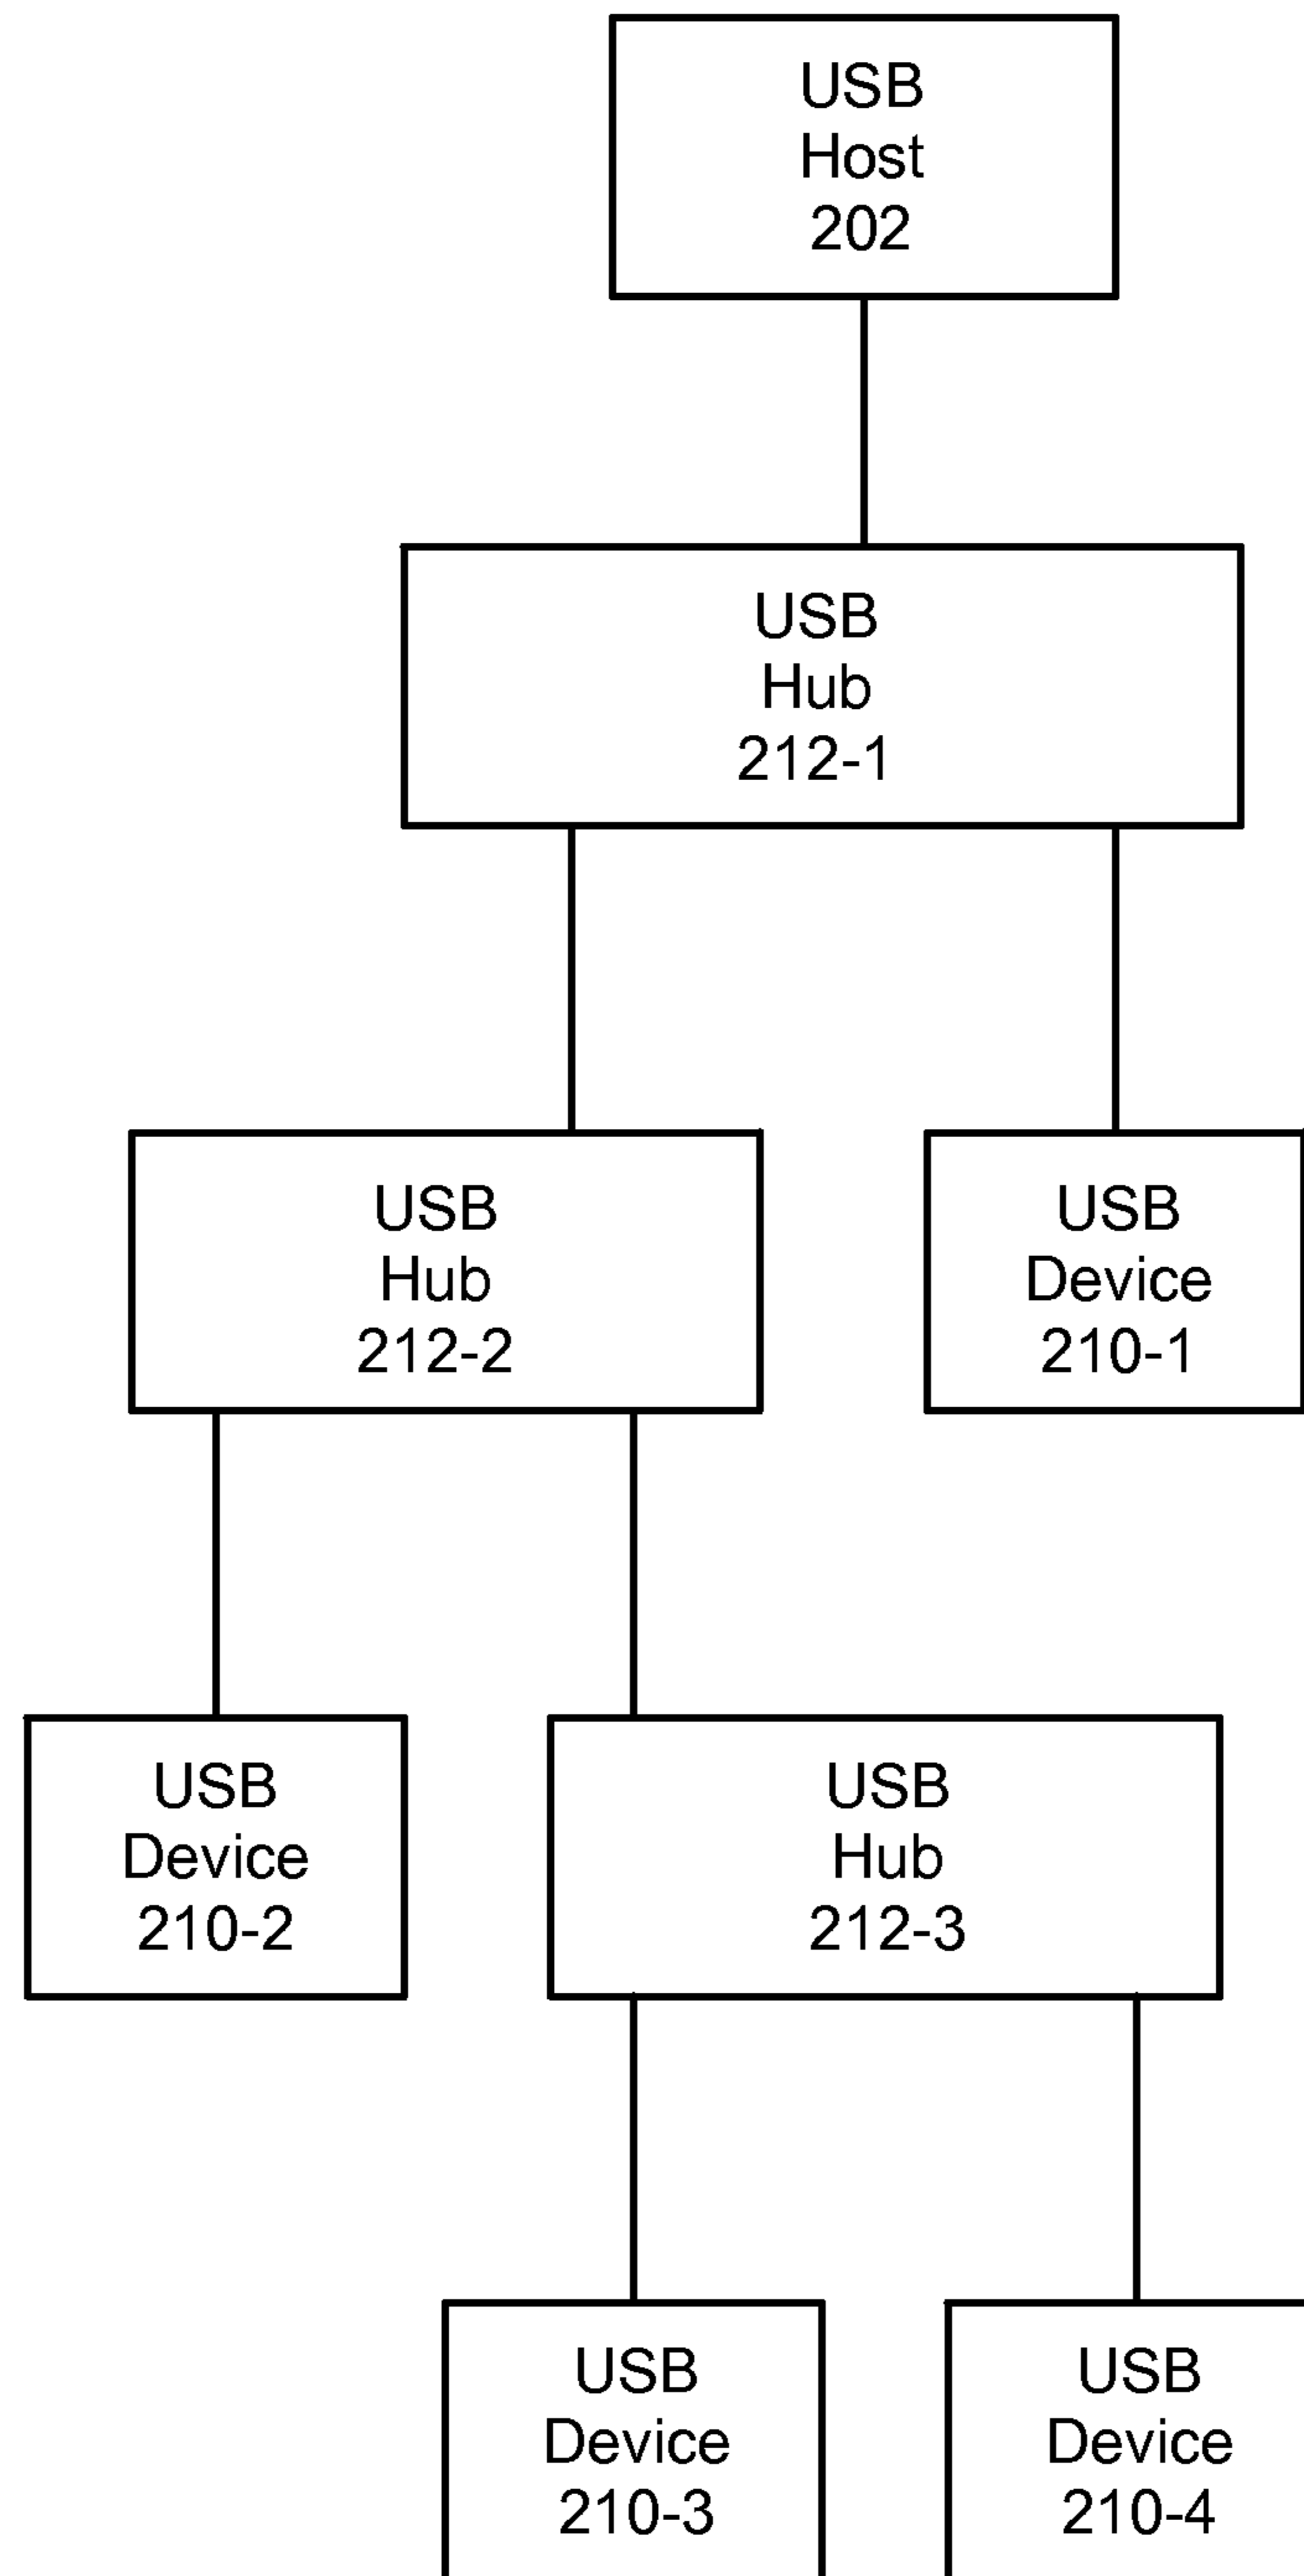 USB
Host
202
USB
Hub
212-1
USB
Hub
212-2
USB
Device
210-1
USB
Device
210-2
USB
Hub
212-3
USB
Device
210-3
USB
Device
210-4